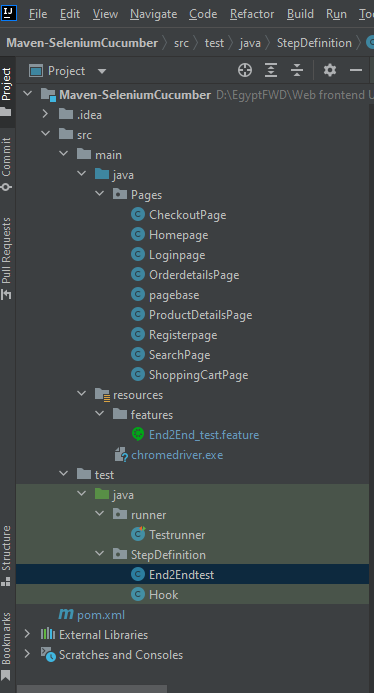 File Edit View Navigate Code Refactor Build Run
Maven-SeleniumCucumber src test java StepDefinition
Project
Project
Maven-SeleniumCucumber D:\EgyptFWD\Web frontend U
.idea
src
main
java
Pages
CheckoutPage
Homepage
Loginpage
OrderdetailsPage
pagebase
ProductDetailsPage
Registerpage
SearchPage
ShoppingCartPage
resources
features
End2End_test.feature
chromedriver.exe
test
java
runner
Testrunner
StepDefinition
End2Endtest
Hook
pom.xml
External Libraries
Scratches and Consoles
Commit
Pull Requests
Structure
Bookmarks